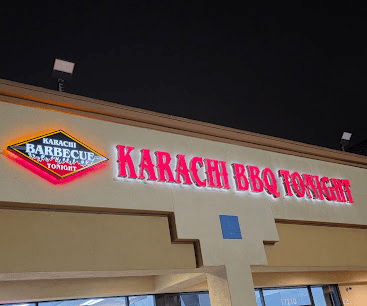 KARACHI
BARBECUE
TONIGHT
KARACHI BBQ TONIGHT